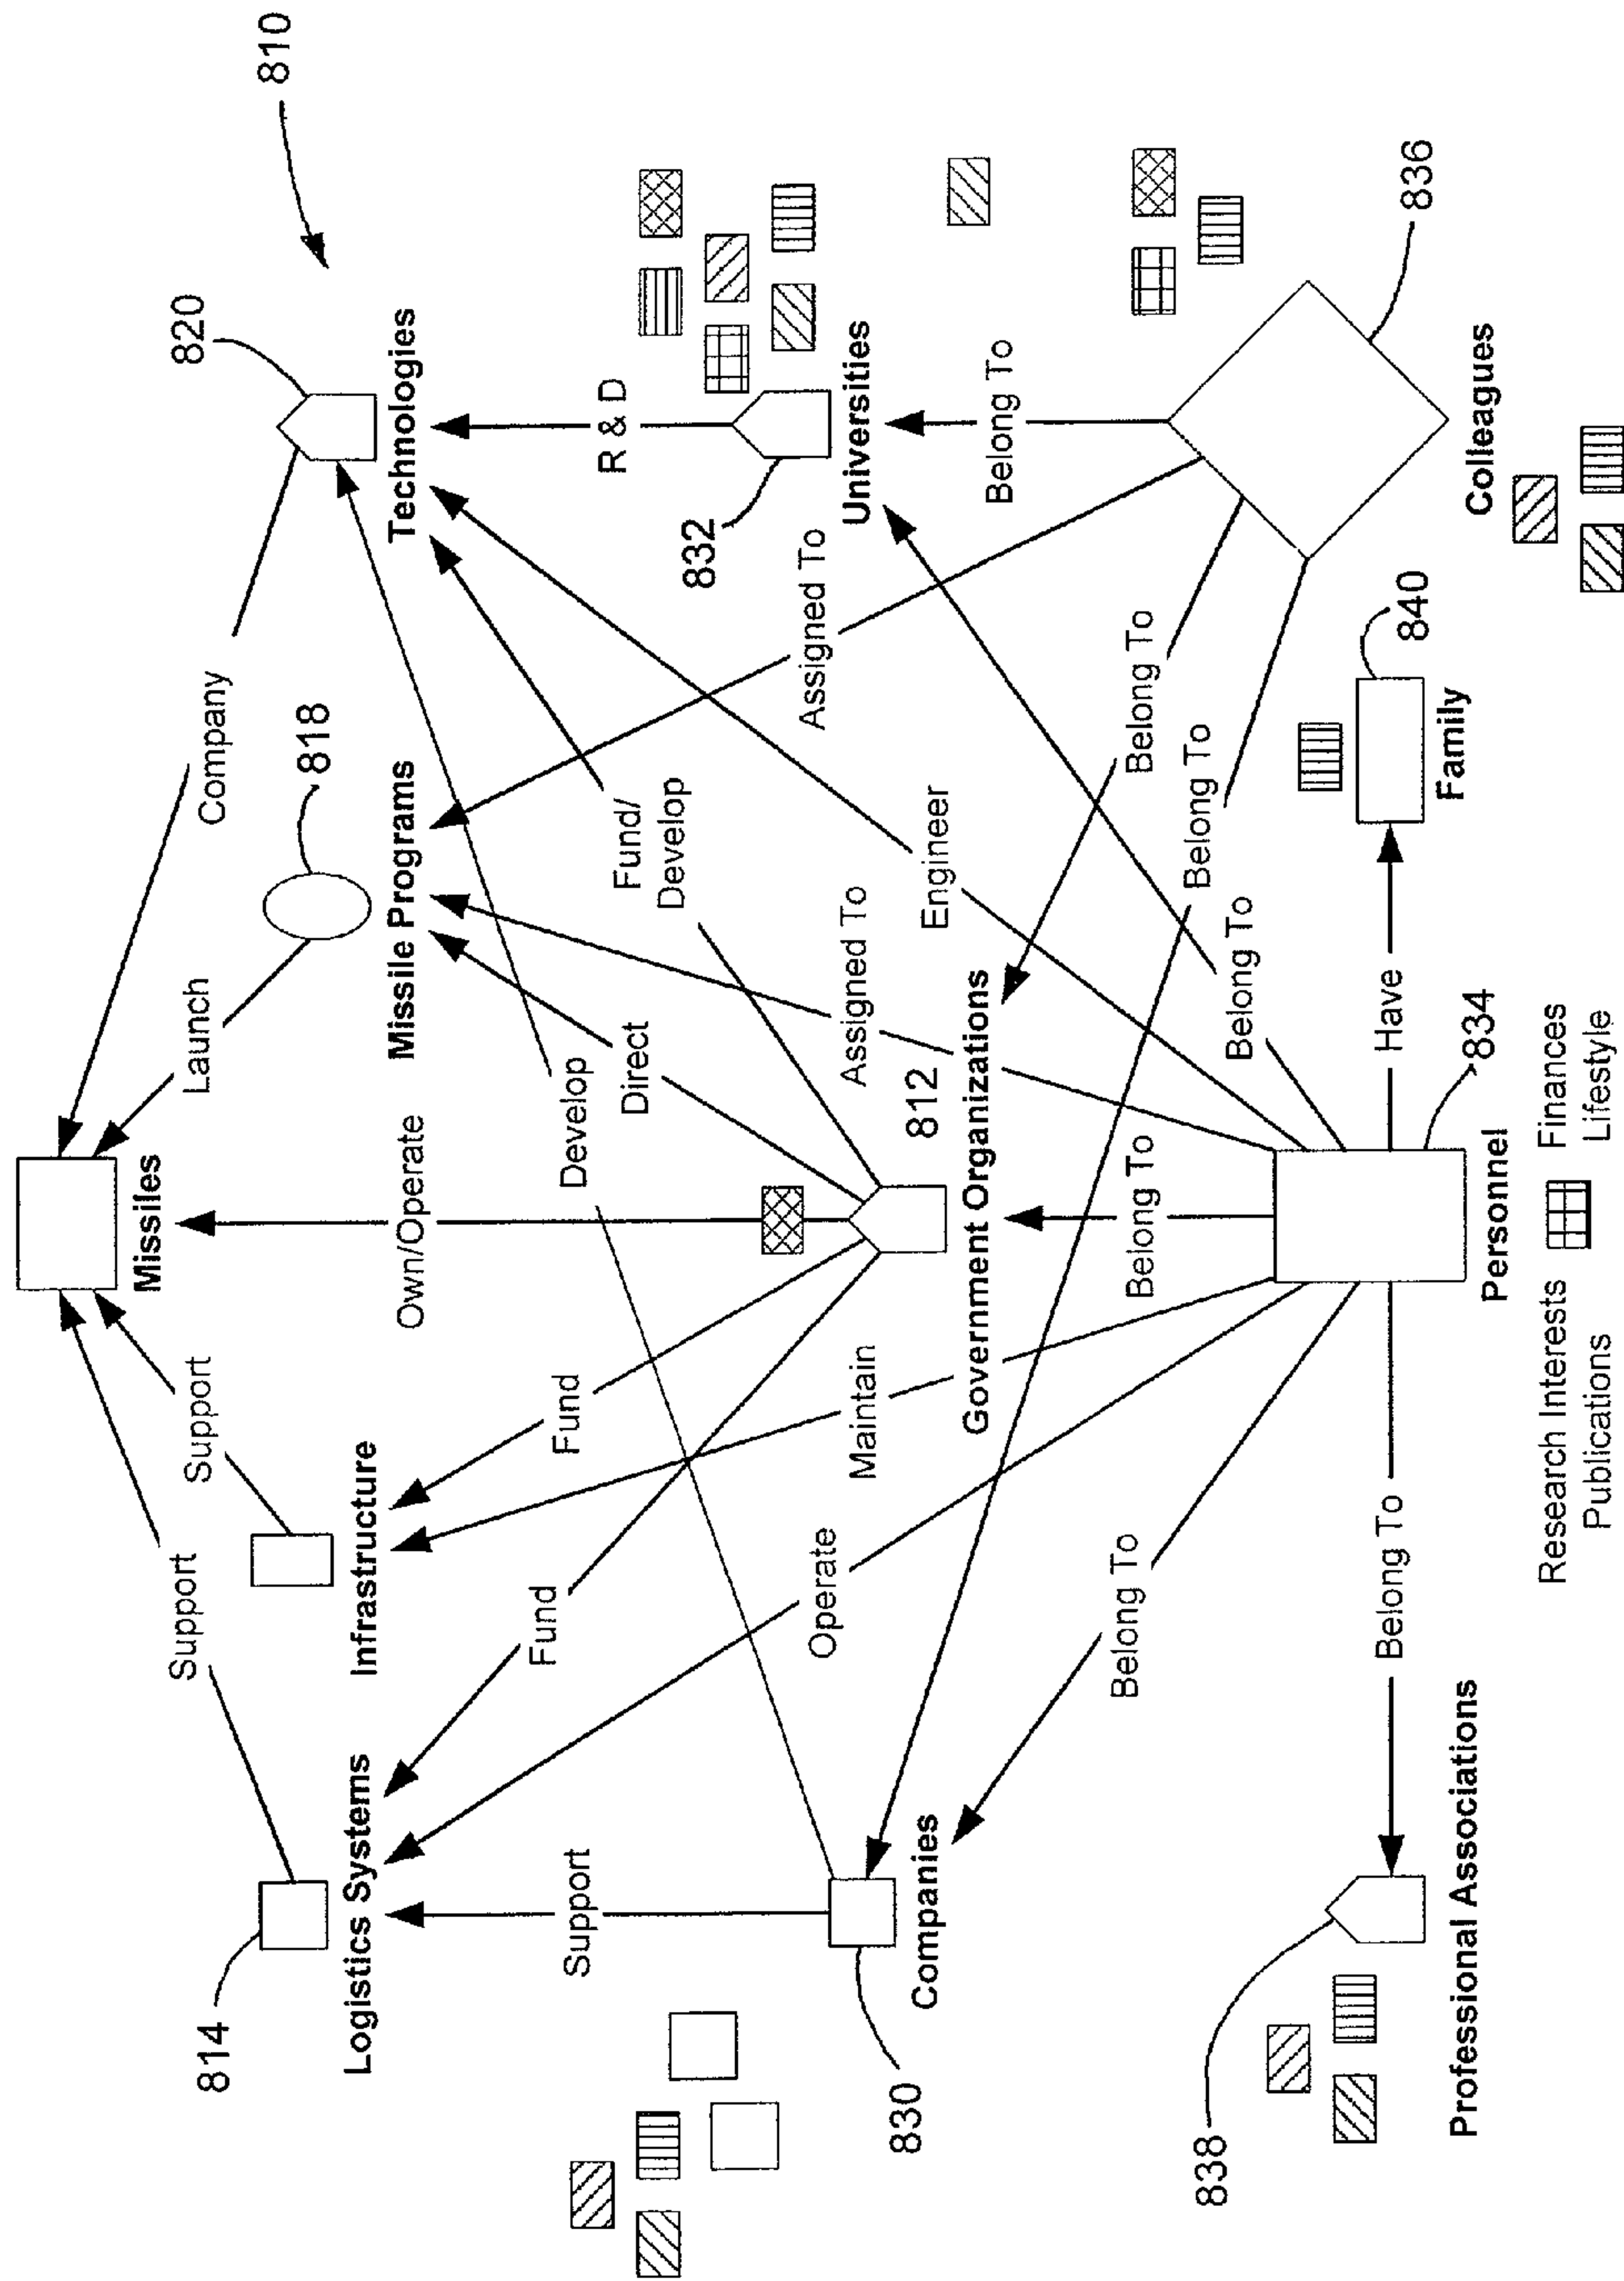 810
Missiles
Support
Support
Own/Operate
Launch
Company
814
818
820
Logistics Systems
Infrastructure
Missile Programs
Technologies
Support
Fund
Fund
Develop
Direct
Fund/
Develop
R & D
832
Operate
Maintain
Assigned To
Engineer
Assigned To
830
Companies
812
Government Organizations
Universities
Belong To
Belong To
Belong To
Belong To
Belong To
Belong To
838
Professional Associations
Belong To
Have
840
Family
836
Colleagues
834
Personnel
Research Interests
Finances
Publications
Lifestyle